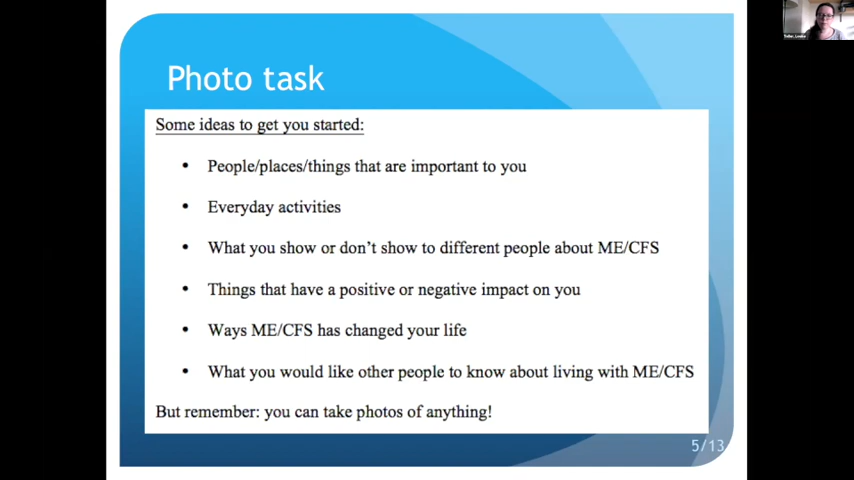 Photo task
Some ideas to get you started:
• People/places/things that are important to you
• Everyday activities
• What you show or don't show to different people about ME/CFS
• Things that have a positive or negative impact on you
• Ways ME/CFS has changed your life
• What you would like other people to know about living with ME/CFS
But remember: you can take photos of anything!
5/13